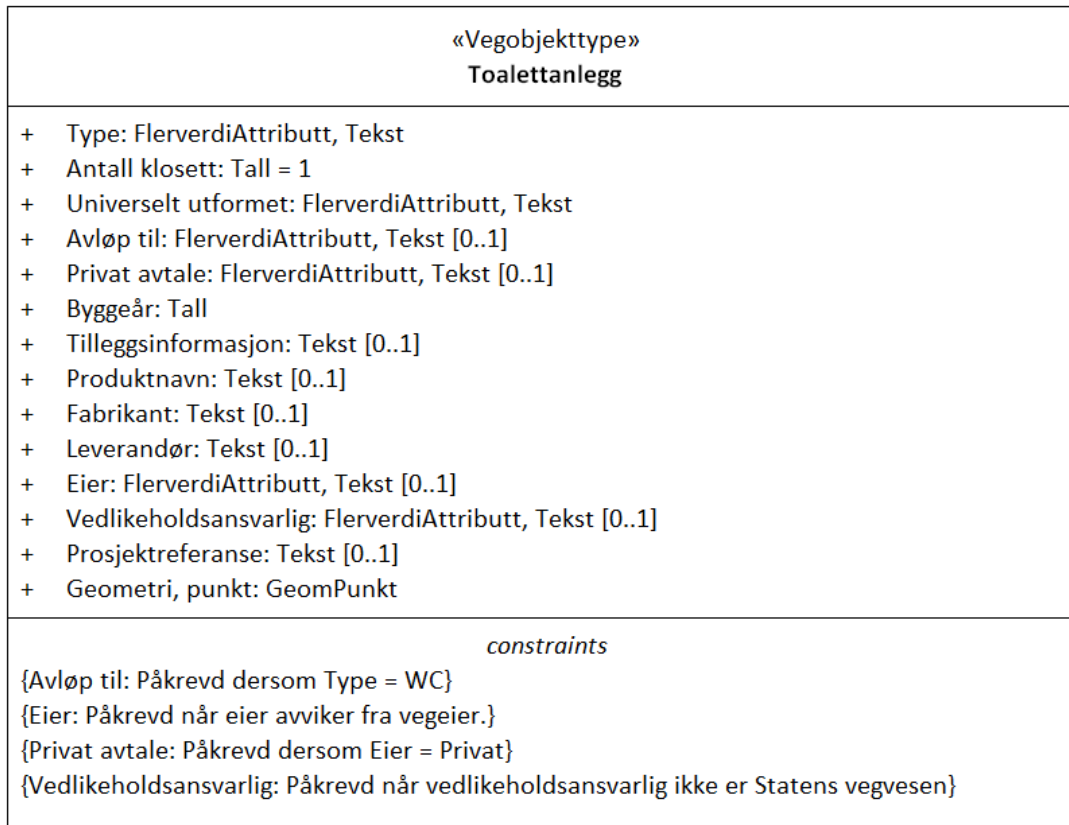 «Vegobjekttype»
Toalettanlegg
+ Type: FlerverdiAttributt, Tekst
+ Antall klosett: Tall = 1
+ Universelt utformet: FlerverdiAttributt, Tekst
+ Avløp til: FlerverdiAttributt, Tekst [0..1]
+ Privat avtale: FlerverdiAttributt, Tekst [0..1]
+ Byggeår: Tall
+ Tilleggsinformasjon: Tekst [0..1]
+ Produktnavn: Tekst [0..1]
+ Fabrikant: Tekst [0..1]
+ Leverandør: Tekst [0..1]
+ Eier: FlerverdiAttributt, Tekst [0..1]
+ Vedlikeholdsansvarlig: FlerverdiAttributt, Tekst [0..1]
+ Prosjektreferanse: Tekst [0..1]
+ Geometri, punkt: GeomPunkt
constraints
{Avløp til: Påkrevd dersom Type = WC}
{Eier: Påkrevd når eier avviker fra vegeier.}
{Privat avtale: Påkrevd dersom Eier = Privat}
{Vedlikeholdsansvarlig: Påkrevd når vedlikeholdsansvarlig ikke er Statens vegvesen}